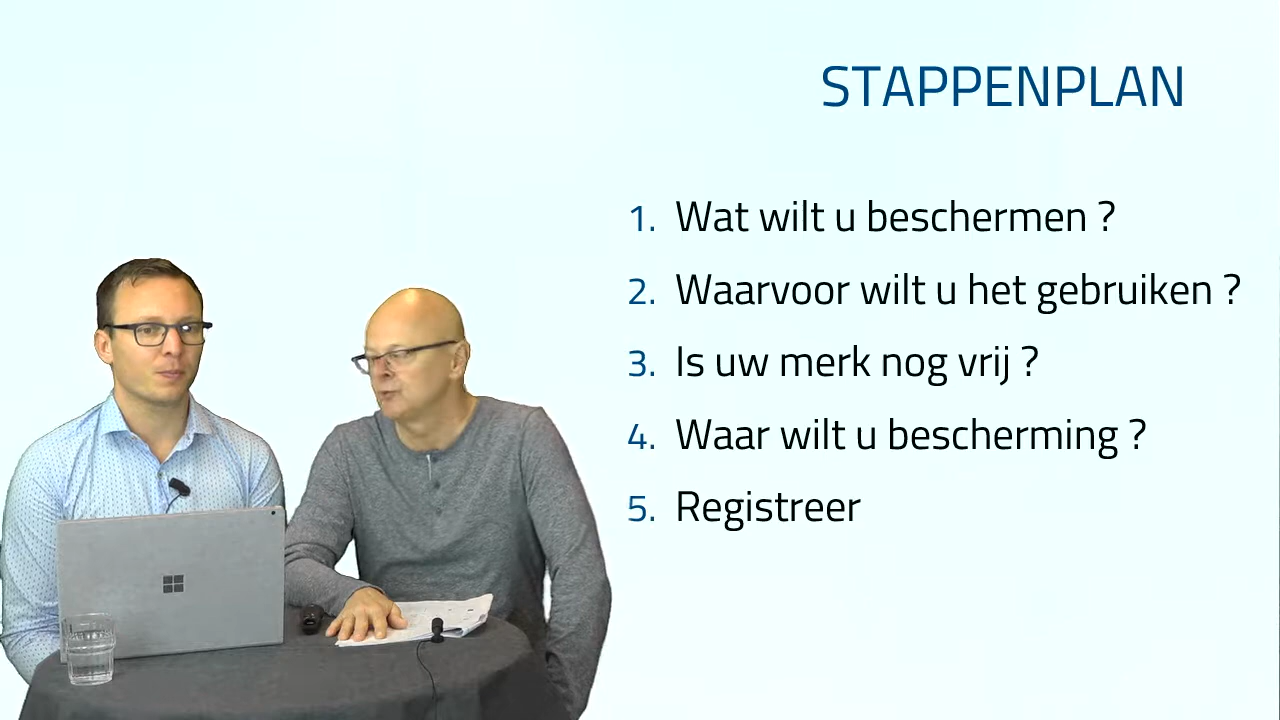 STAPPENPLAN
1. Wat wilt u beschermen ?
2. Waarvoor wilt u het gebruiken ?
3. Is uw merk nog vrij ?
4. Waar wilt u bescherming ?
5. Registreer